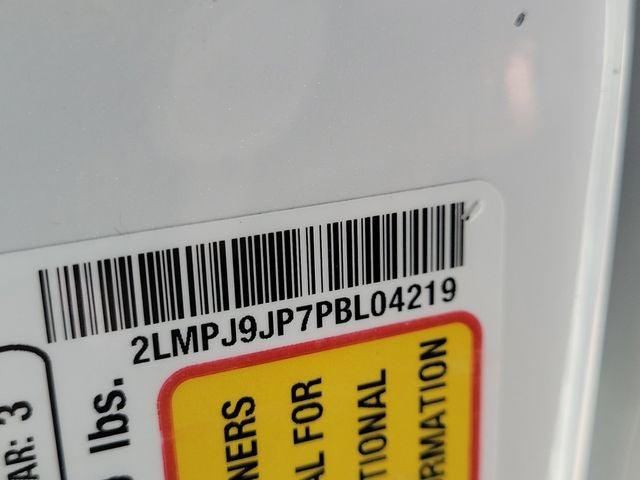 2LMPJ9JP7PBL04219
AR: 3
lbs.
NERS
AL FOR
TIONAL
RMATION